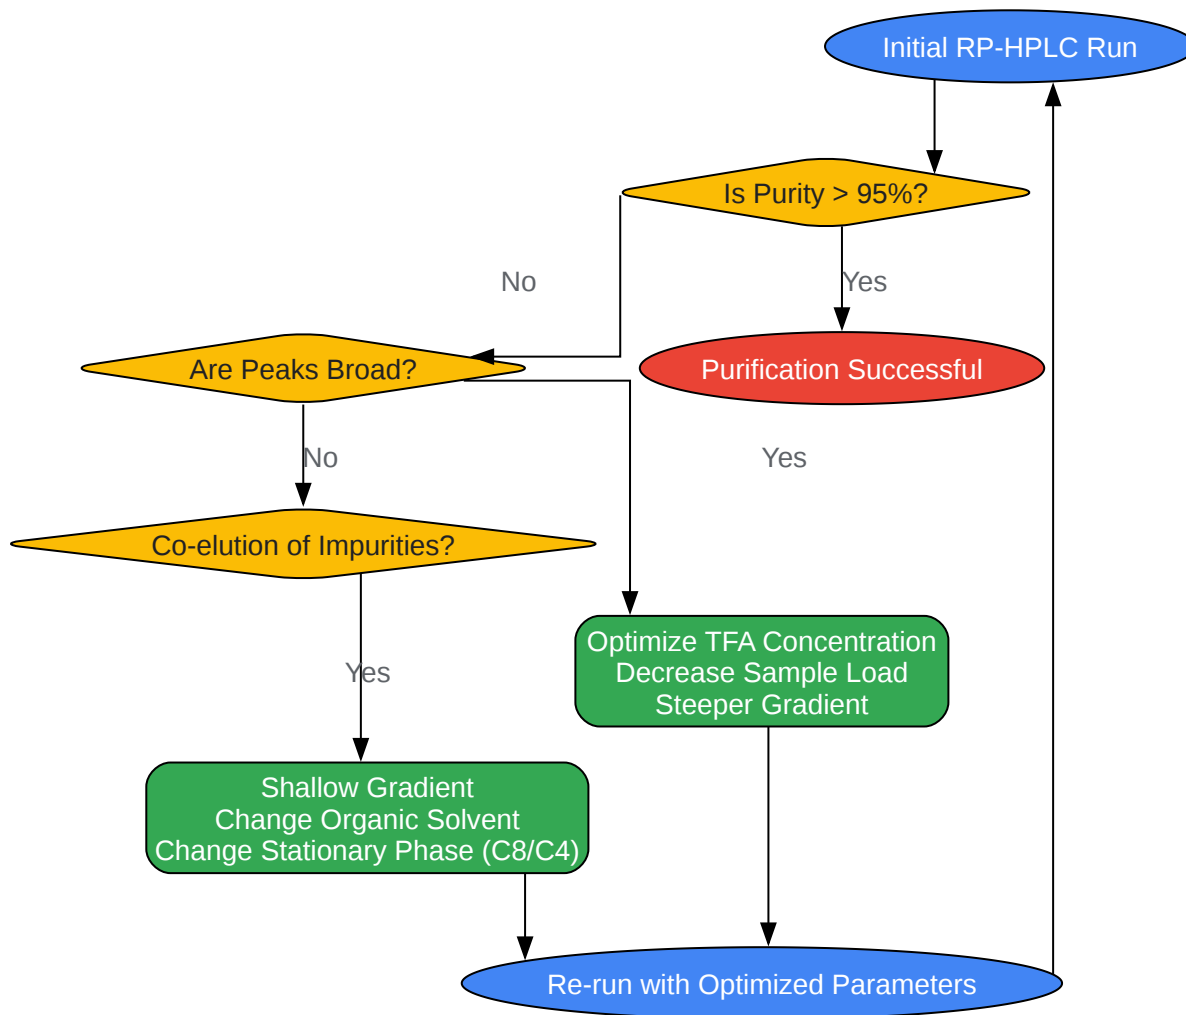 Initial RP-HPLC Run
Is Purity > 95%?
No
Yes
Are Peaks Broad?
Purification Successful
No
Yes
Co-elution of Impurities?
Optimize TFA Concentration
Decrease Sample Load
Steeper Gradient
Yes
Shallow Gradient
Change Organic Solvent
Change Stationary Phase (C8/C4)
Re-run with Optimized Parameters